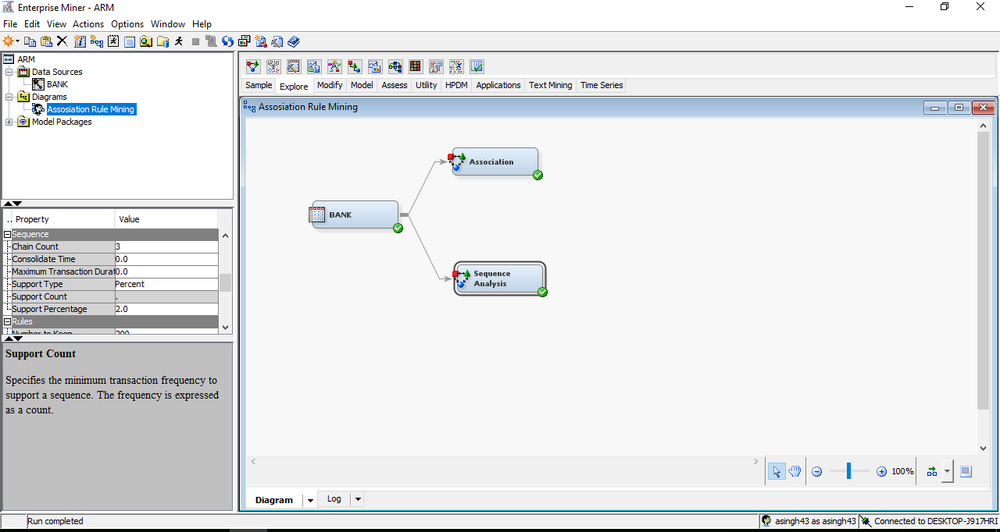 Enterprise Miner - ARM
File Edit View Actions Options Window Help
ARM
Data Sources
BANK
Diagrams
Assosiation Rule Mining
Model Packages
.. Property Value
Sequence
Chain Count 3
Consolidate Time 0.0
Maximum Transaction Durat 0.0
Support Type Percent
Support Count .
Support Percentage 2.0
Rules
Number to Keep 200
Support Count
Specifies the minimum transaction frequency to
support a sequence. The frequency is expressed
as a count.
Sample Explore Modify Model Assess Utility HPDM Applications Text Mining Time Series
Assosiation Rule Mining
Association
BANK
Sequence
Analysis
100%
Diagram Log
Run completed
asingh43 as asingh43 Connected to DESKTOP-J917HRI